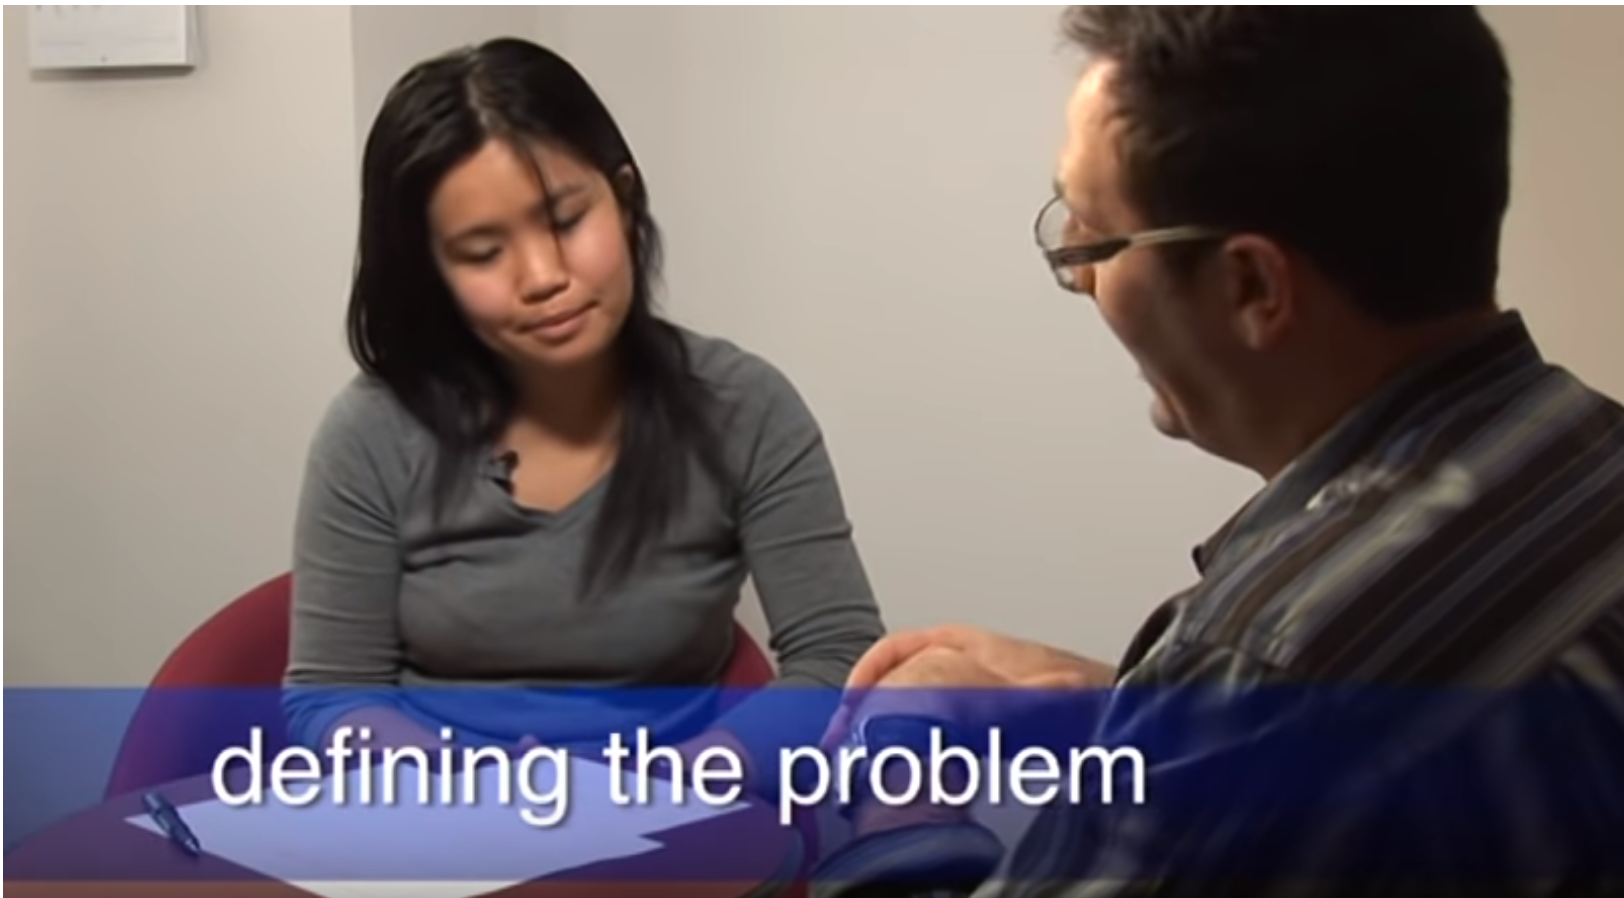 defining the problem